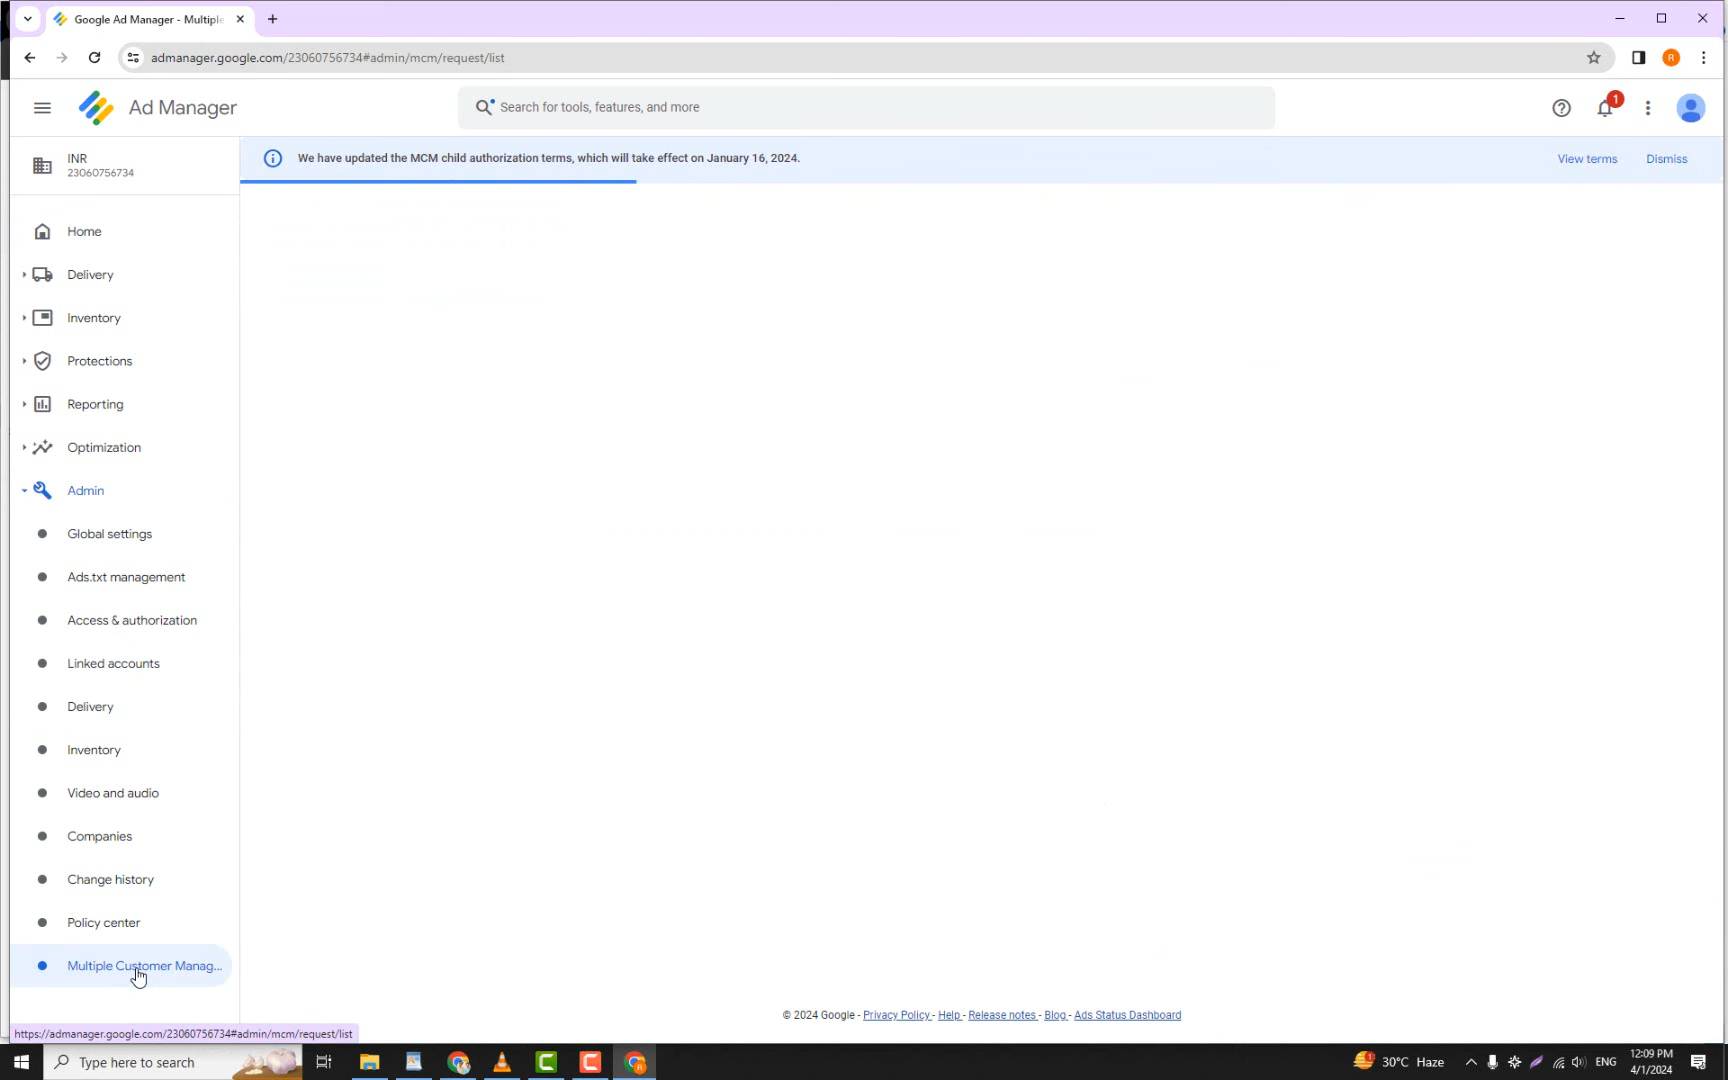 Google Ad Manager - Multiple
admanager.google.com/23060756734#admin/mcm/request/list
R
Ad Manager
Search for tools, features, and more
1
INR
23060756734
We have updated the MCM child authorization terms, which will take effect on January 16, 2024.
View terms
Dismiss
Home
Delivery
Inventory
Protections
Reporting
Optimization
Admin
Global settings
Ads.txt management
Access & authorization
Linked accounts
Delivery
Inventory
Video and audio
Companies
Change history
Policy center
Multiple Customer Manag...
© 2024 Google - Privacy Policy - Help - Release notes - Blog - Ads Status Dashboard
https://admanager.google.com/23060756734#admin/mcm/request/list
Type here to search
30°C Haze
ENG
12:09 PM
4/1/2024